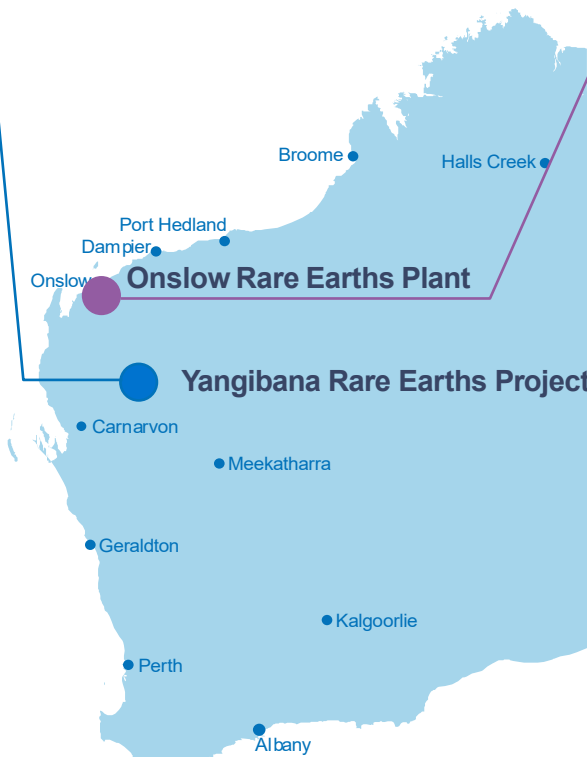 Broome
Halls Creek
Port Hedland
Dampier
Onslow
Onslow Rare Earths Plant
Yangibana Rare Earths Project
Carnarvon
Meekatharra
Geraldton
Kalgoorlie
Perth
Albany